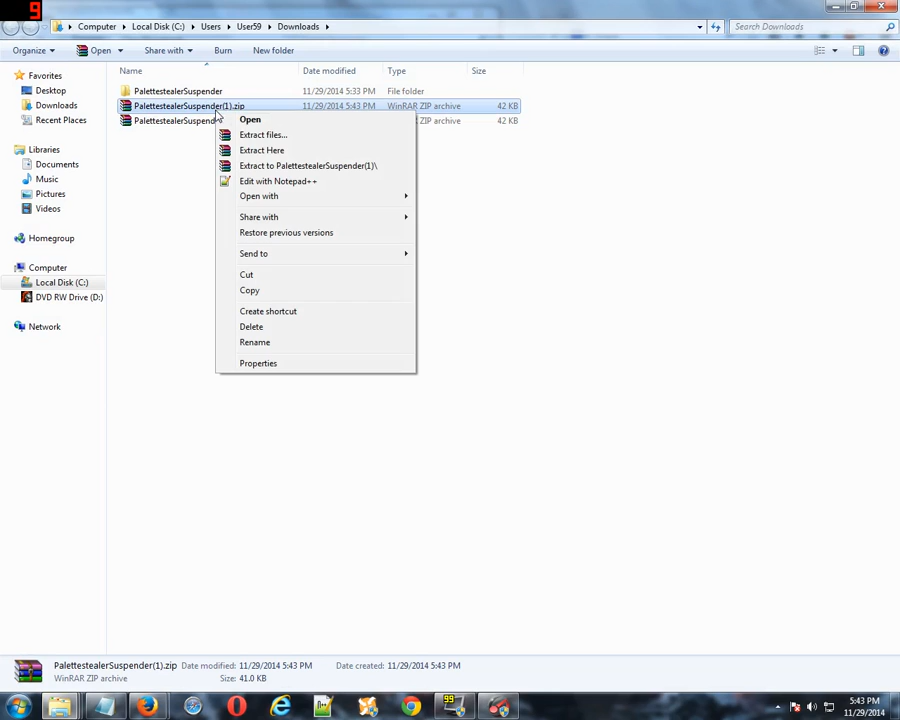 9
Computer Local Disk (C:) Users User59 Downloads Search Downloads
Organize Open Share with Burn New folder
Favorites
Desktop
Downloads
Recent Places
Libraries
Documents
Music
Pictures
Videos
Homegroup
Computer
Local Disk (C:)
DVD RW Drive (D:)
Network
Name Date modified Type Size
PalettestealerSuspender 11/29/2014 5:33 PM File folder
PalettestealerSuspender(1).zip 11/29/2014 5:43 PM WinRAR ZIP archive 42 KB
WinRAR ZIP archive 42 KB
Open
Extract files...
Extract Here
Extract to PalettestealerSuspender(1)\
Edit with Notepad++
Open with
Share with
Restore previous versions
Send to
Cut
Copy
Create shortcut
Delete
Rename
Properties
PalettestealerSuspender(1).zip Date modified: 11/29/2014 5:43 PM Date created: 11/29/2014 5:43 PM
WinRAR ZIP archive Size: 41.0 KB
99
5:43 PM
11/29/2014